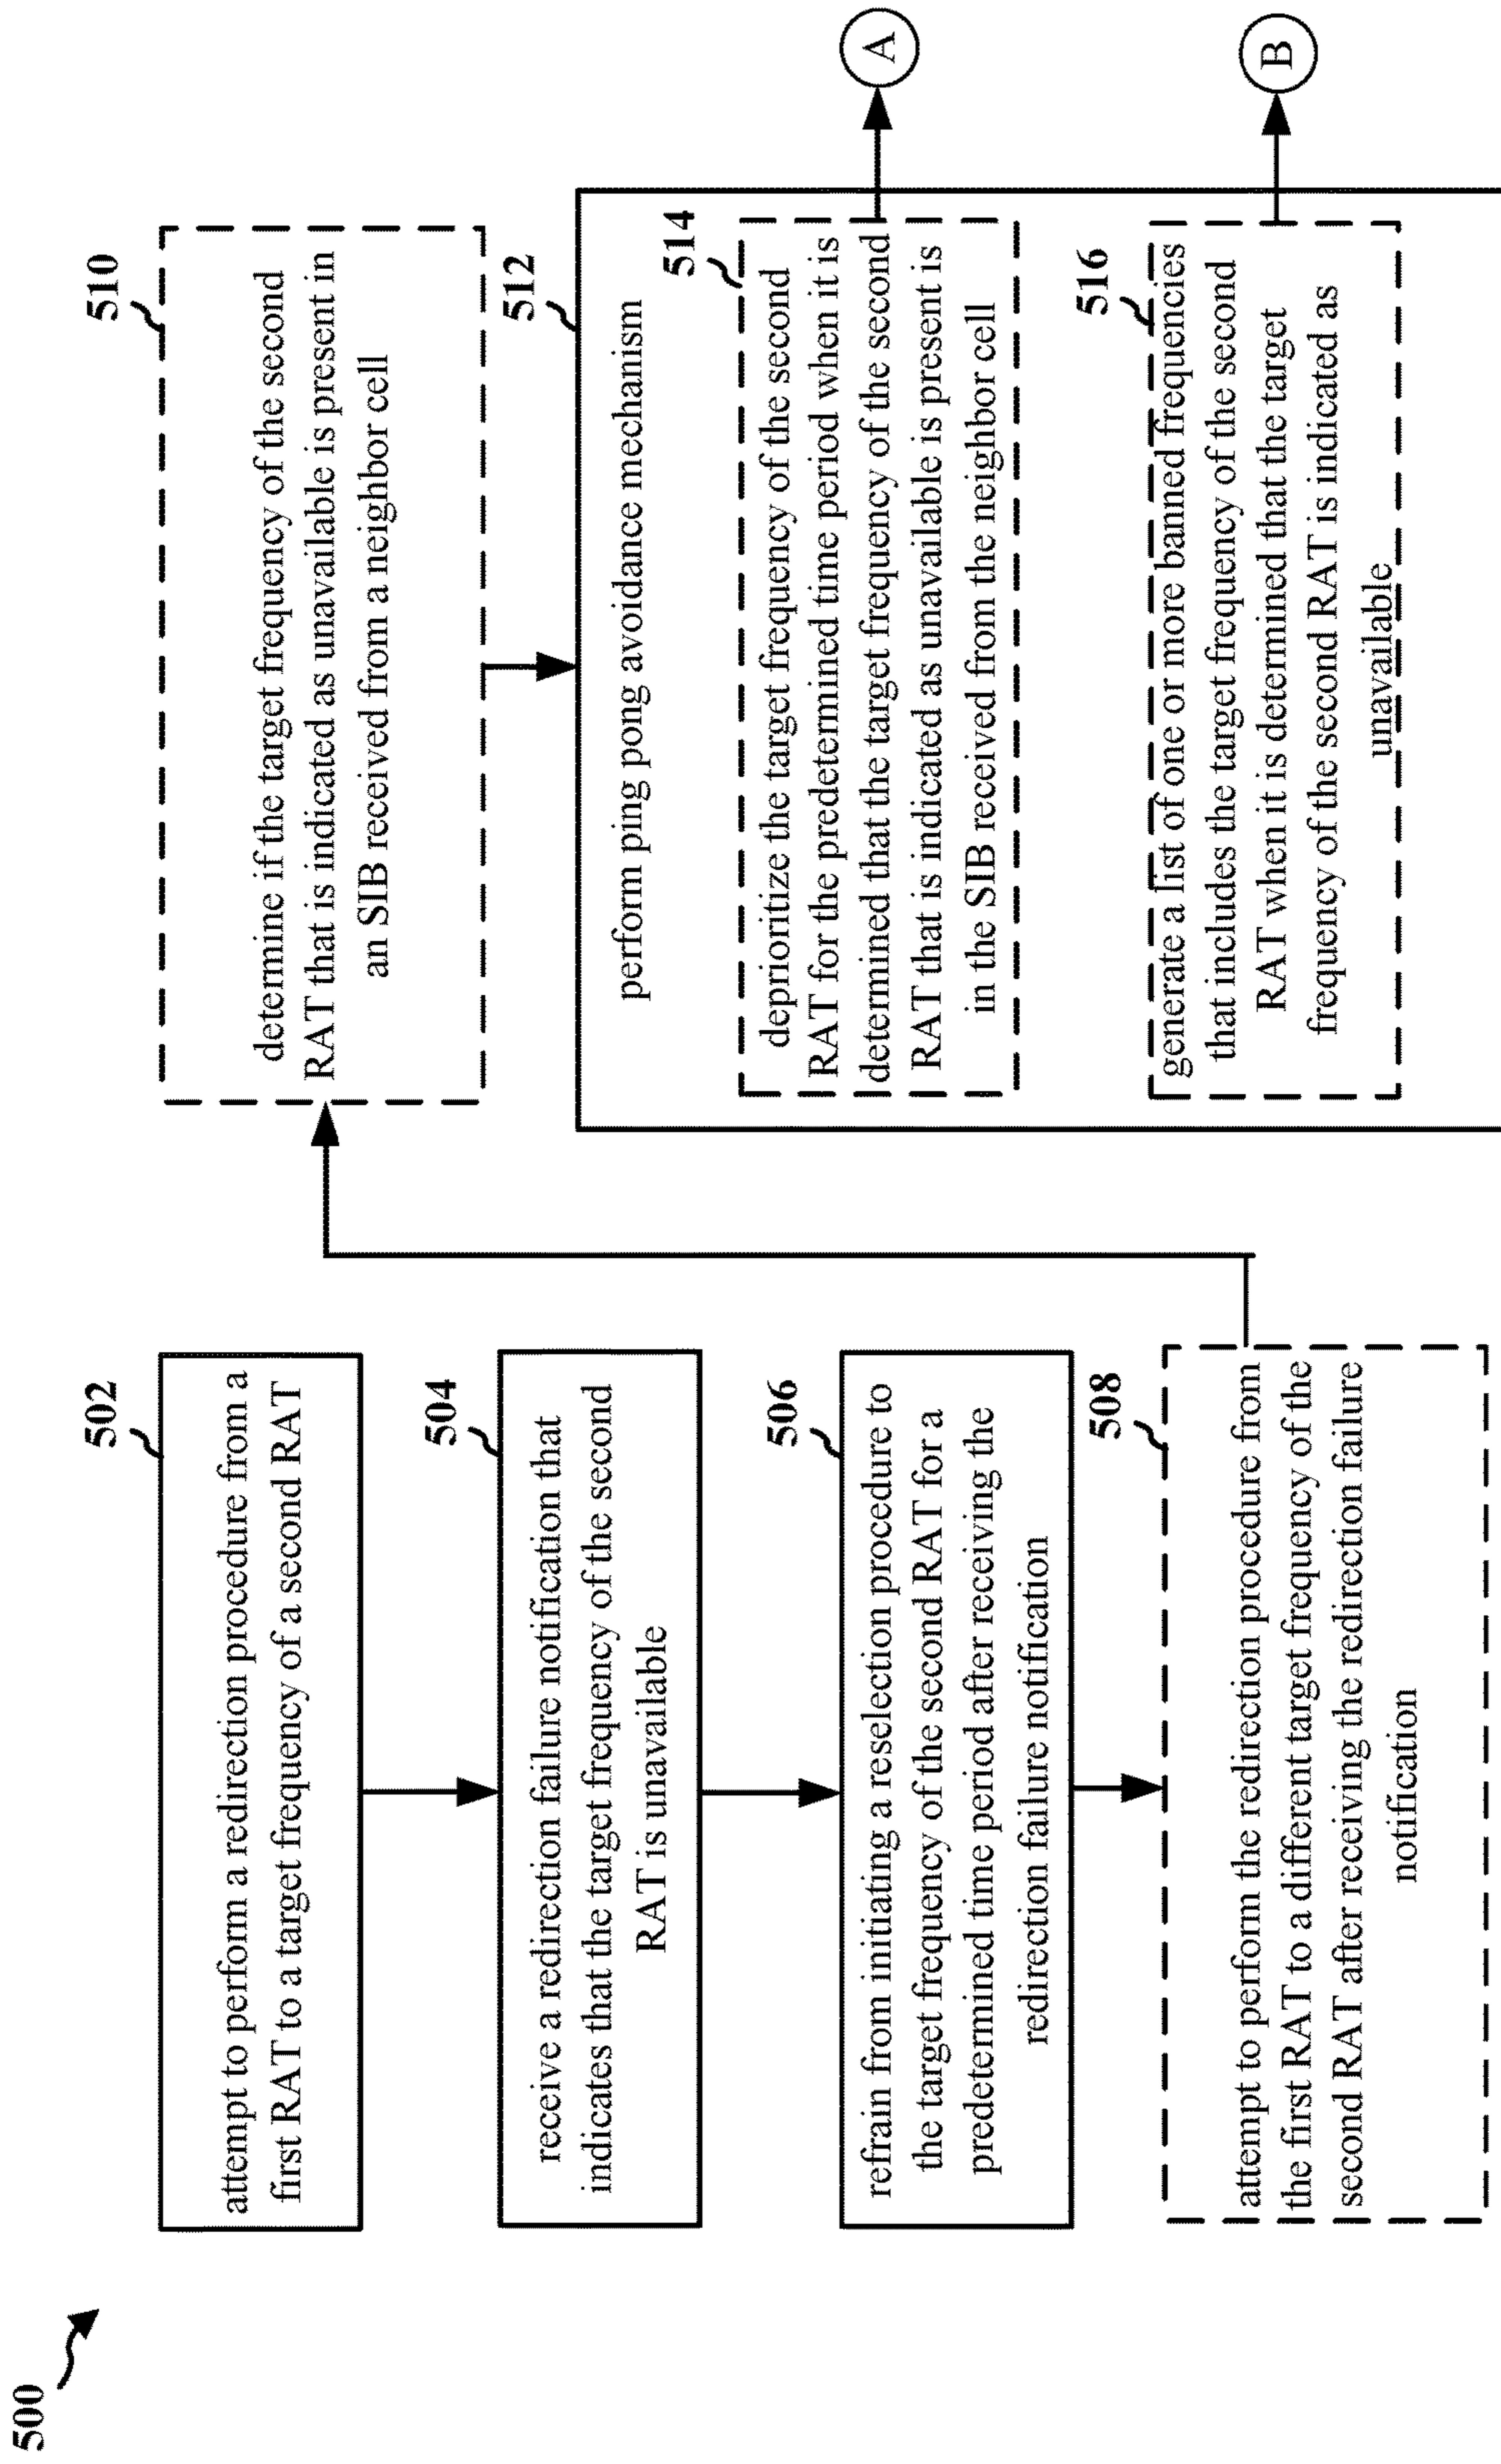 500
502
attempt to perform a redirection procedure from a
first RAT to a target frequency of a second RAT
504
receive a redirection failure notification that
indicates that the target frequency of the second
RAT is unavailable
506
refrain from initiating a reselection procedure to
the target frequency of the second RAT for a
predetermined time period after receiving the
redirection failure notification
508
attempt to perform the redirection procedure from
the first RAT to a different target frequency of the
second RAT after receiving the redirection failure
notification
510
determine if the target frequency of the second
RAT that is indicated as unavailable is present in
an SIB received from a neighbor cell
512
perform ping pong avoidance mechanism
514
deprioritize the target frequency of the second
RAT for the predetermined time period when it is
determined that the target frequency of the second
RAT that is indicated as unavailable is present is
in the SIB received from the neighbor cell
A
516
generate a list of one or more banned frequencies
that includes the target frequency of the second
RAT when it is determined that the target
frequency of the second RAT is indicated as
unavailable
B